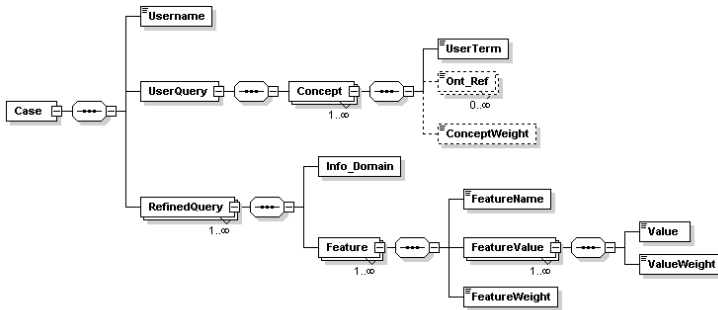 Username
UserTerm
Case
UserQuery
Concept
1..∞
Ont_Ref
0..∞
ConceptWeight
RefinedQuery
1..∞
Info_Domain
Feature
1..∞
FeatureName
FeatureValue
1..∞
Value
ValueWeight
FeatureWeight